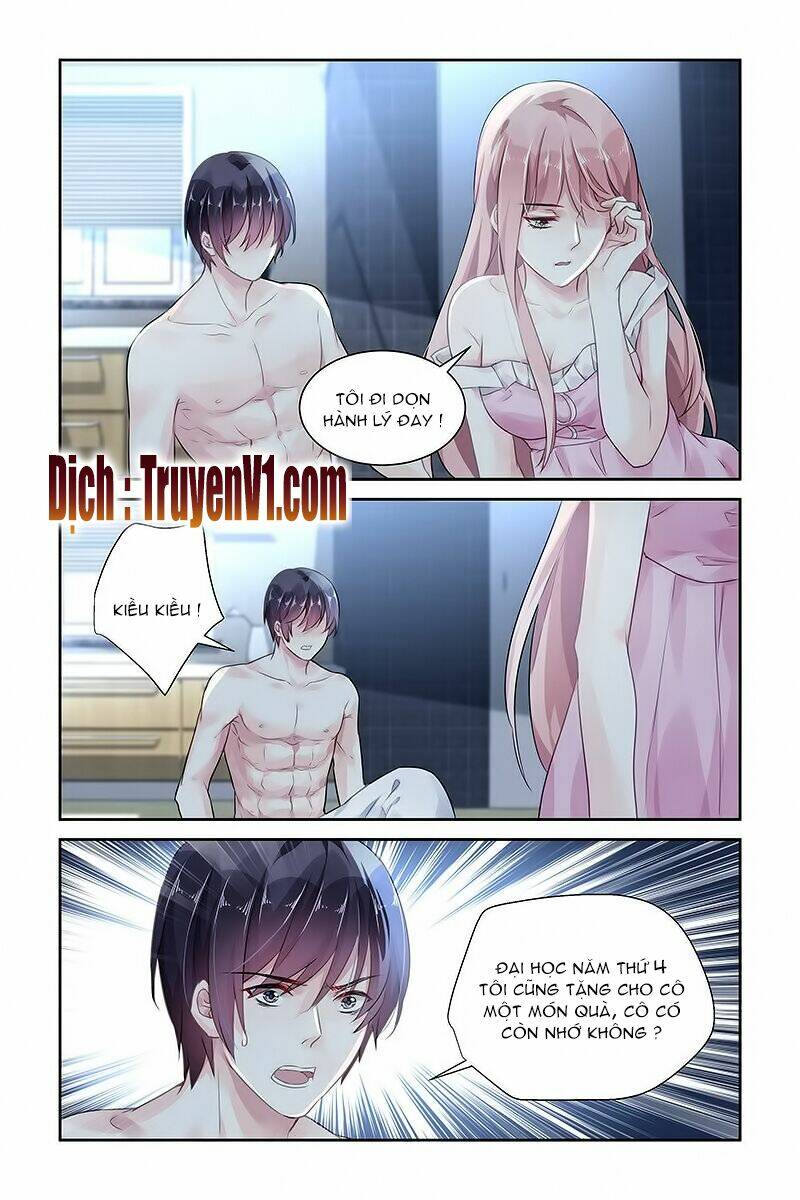 TÔI ĐI DỌN
HÀNH LÝ ĐAY !
Dịch : TruyenV1.com
KIỀU KIỀU !
ĐẠI HỌC NĂM THỨ 4
TÔI CŨNG TẶNG CHO CÔ
MỘT MÓN QUÀ, CÔ CÓ
CÒN NHỚ KHÔNG ?